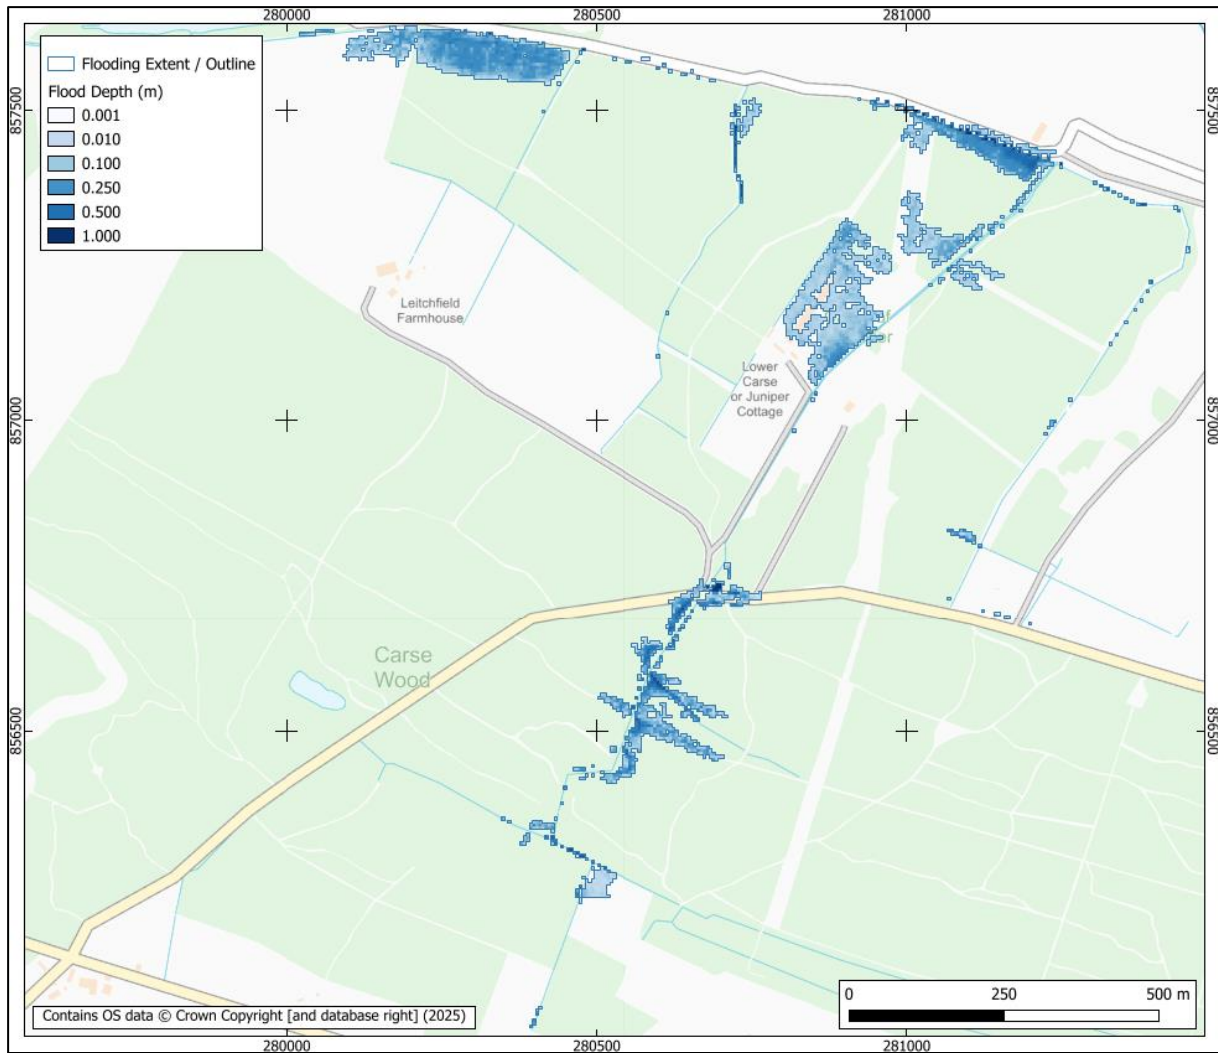 280000
280500
281000
Flooding Extent / Outline
Flood Depth (m)
0.001
0.010
0.100
0.250
0.500
1.000
857500
857500
Leitchfield
Farmhouse
Lower
Carse
or Juniper
Cottage
857000
857000
Carse
Wood
856500
856500
0 250 500 m
Contains OS data © Crown Copyright [and database right] (2025)
280000
280500
281000